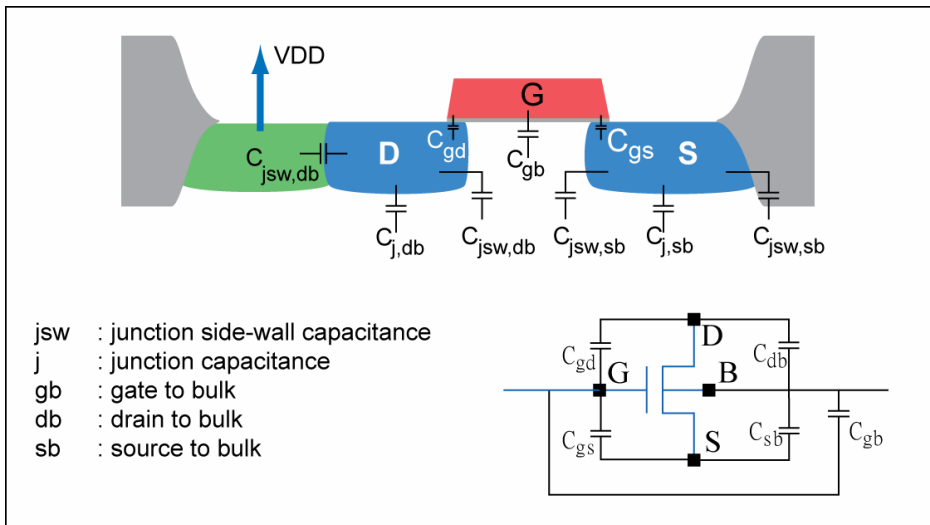 VDD
G
D
S
C gd
C gb
C gs
C jsw,db
C j,db
C jsw,db
C jsw,sb
C j,sb
C jsw,sb
jsw : junction side-wall capacitance
j : junction capacitance
gb : gate to bulk
db : drain to bulk
sb : source to bulk
D
C gd
C db
G
B
C gs
S
C sb
C gb